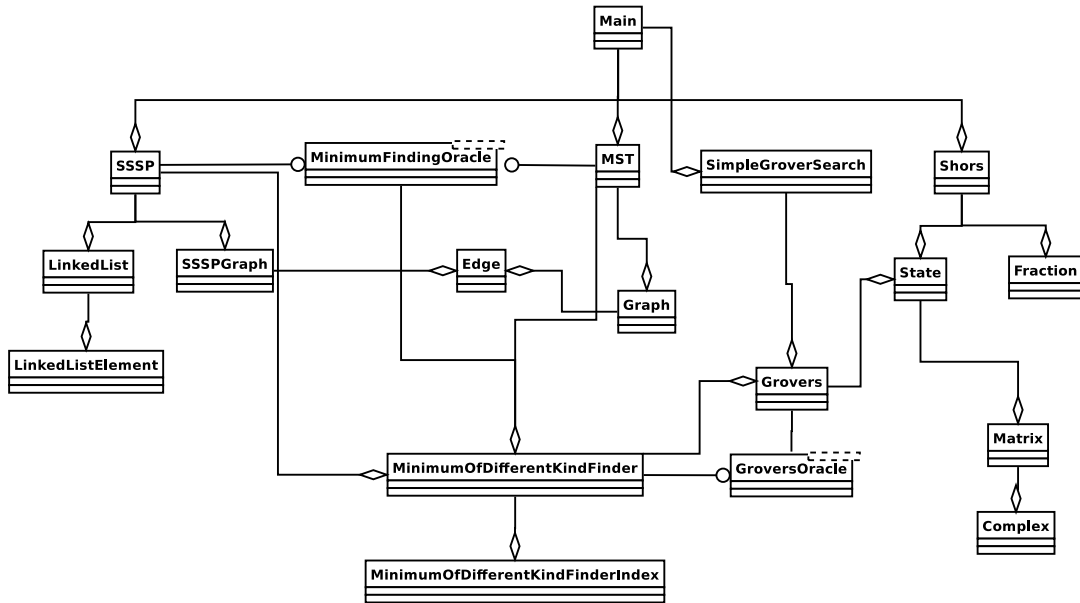 Main
SSSP
MinimumFindingOracle
MST
SimpleGroverSearch
Shors
LinkedList
SSSPGraph
Edge
Graph
State
Fraction
LinkedListElement
Grovers
Matrix
MinimumOfDifferentKindFinder
GroversOracle
Complex
MinimumOfDifferentKindFinderIndex